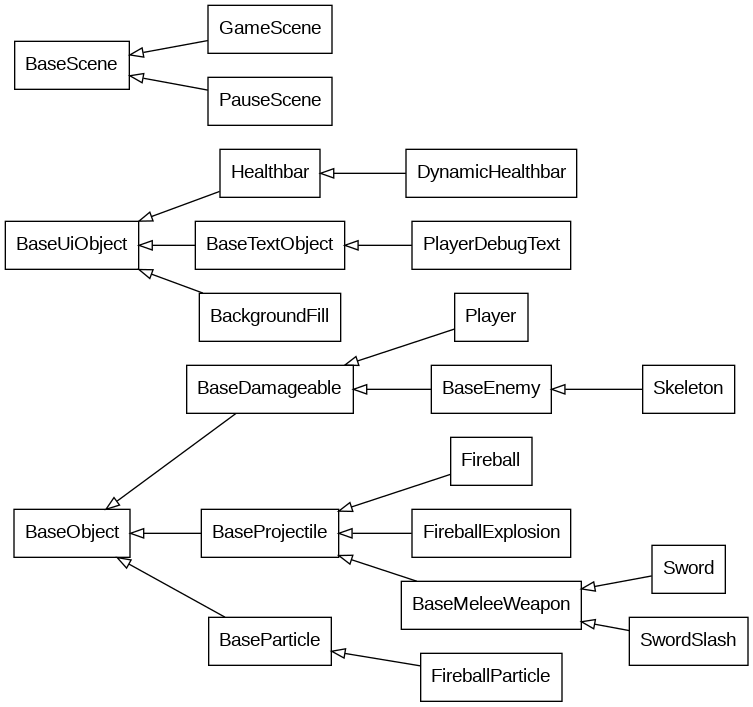 GameScene
BaseScene
PauseScene
Healthbar
DynamicHealthbar
BaseUiObject
BaseTextObject
PlayerDebugText
BackgroundFill
Player
BaseDamageable
BaseEnemy
Skeleton
Fireball
BaseObject
BaseProjectile
FireballExplosion
Sword
BaseMeleeWeapon
BaseParticle
SwordSlash
FireballParticle